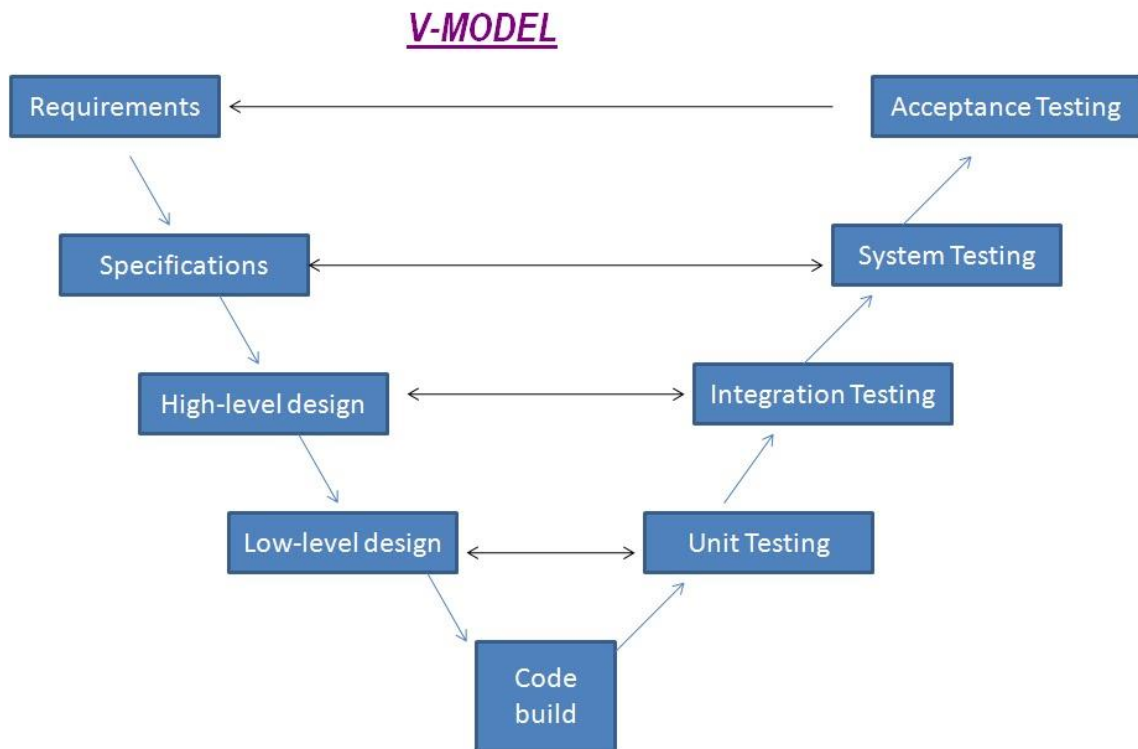 V-MODEL
Requirements
Acceptance Testing
Specifications
System Testing
High-level design
Integration Testing
Low-level design
Unit Testing
Code
build